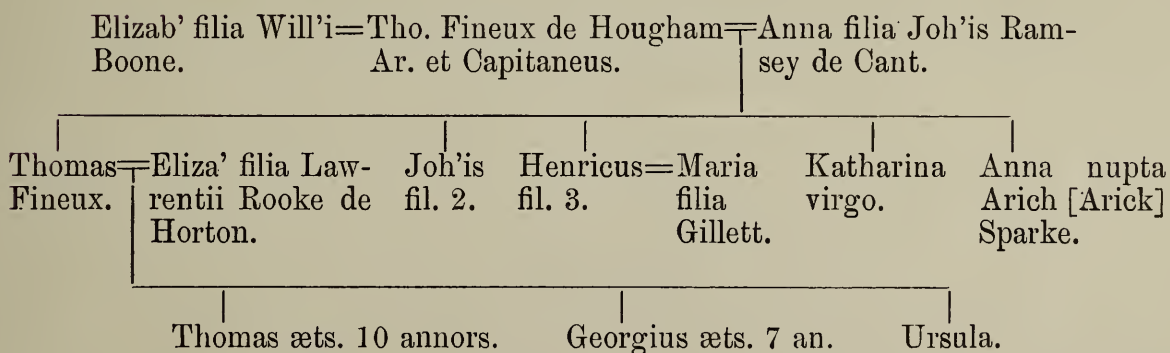 Elizab' filia Will'i=Tho. Fineux de Hougham=Anna filia Joh'is Ram-
Boone. Ar. et Capitaneus. sey de Cant.
Thomas=Eliza' filia Law- Joh'is Henricus=Maria Katharina Anna nupta
Fineux. rentii Rooke de fil. 2. fil. 3. filia virgo. Arich [Arick]
Horton. Gillett. Sparke.
Thomas æts. 10 annors. Georgius æts. 7 an. Ursula.